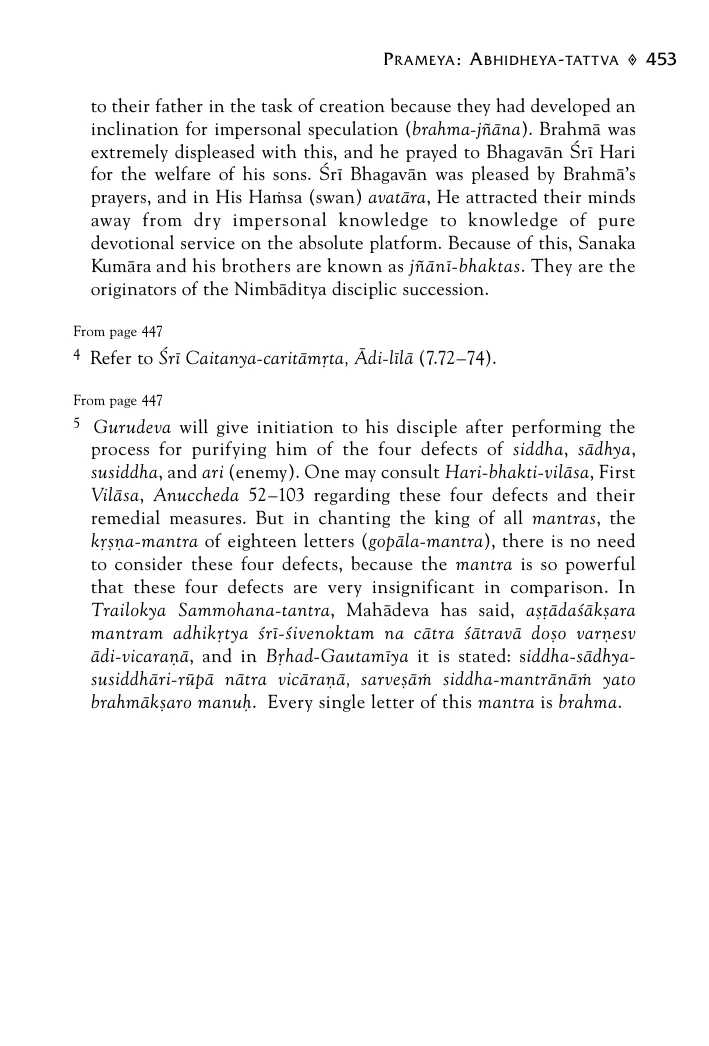 PRAMEYA: ABHIDHEYA-TATTVA ◊ 453
to their father in the task of creation because they had developed an
inclination for impersonal speculation (brahma-jñāna). Brahmā was
extremely displeased with this, and he prayed to Bhagavān Śrī Hari
for the welfare of his sons. Śrī Bhagavān was pleased by Brahmā’s
prayers, and in His Haṁsa (swan) avatāra, He attracted their minds
away from dry impersonal knowledge to knowledge of pure
devotional service on the absolute platform. Because of this, Sanaka
Kumāra and his brothers are known as jñānī-bhaktas. They are the
originators of the Nimbāditya disciplic succession.
From page 447
4 Refer to Śrī Caitanya-caritāmṛta, Ādi-līlā (7.72–74).
From page 447
5 Gurudeva will give initiation to his disciple after performing the
process for purifying him of the four defects of siddha, sādhya,
susiddha, and ari (enemy). One may consult Hari-bhakti-vilāsa, First
Vilāsa, Anuccheda 52–103 regarding these four defects and their
remedial measures. But in chanting the king of all mantras, the
kṛṣṇa-mantra of eighteen letters (gopāla-mantra), there is no need
to consider these four defects, because the mantra is so powerful
that these four defects are very insignificant in comparison. In
Trailokya Sammohana-tantra, Mahādeva has said, aṣṭādaśākṣara
mantram adhikṛtya śrī-śivenoktam na cātra śātravā doṣo varṇesv
ādi-vicaraṇā, and in Bṛhad-Gautamīya it is stated: siddha-sādhya-
susiddhāri-rūpā nātra vicāraṇā, sarveṣāṁ siddha-mantrānāṁ yato
brahmākṣaro manuḥ. Every single letter of this mantra is brahma.